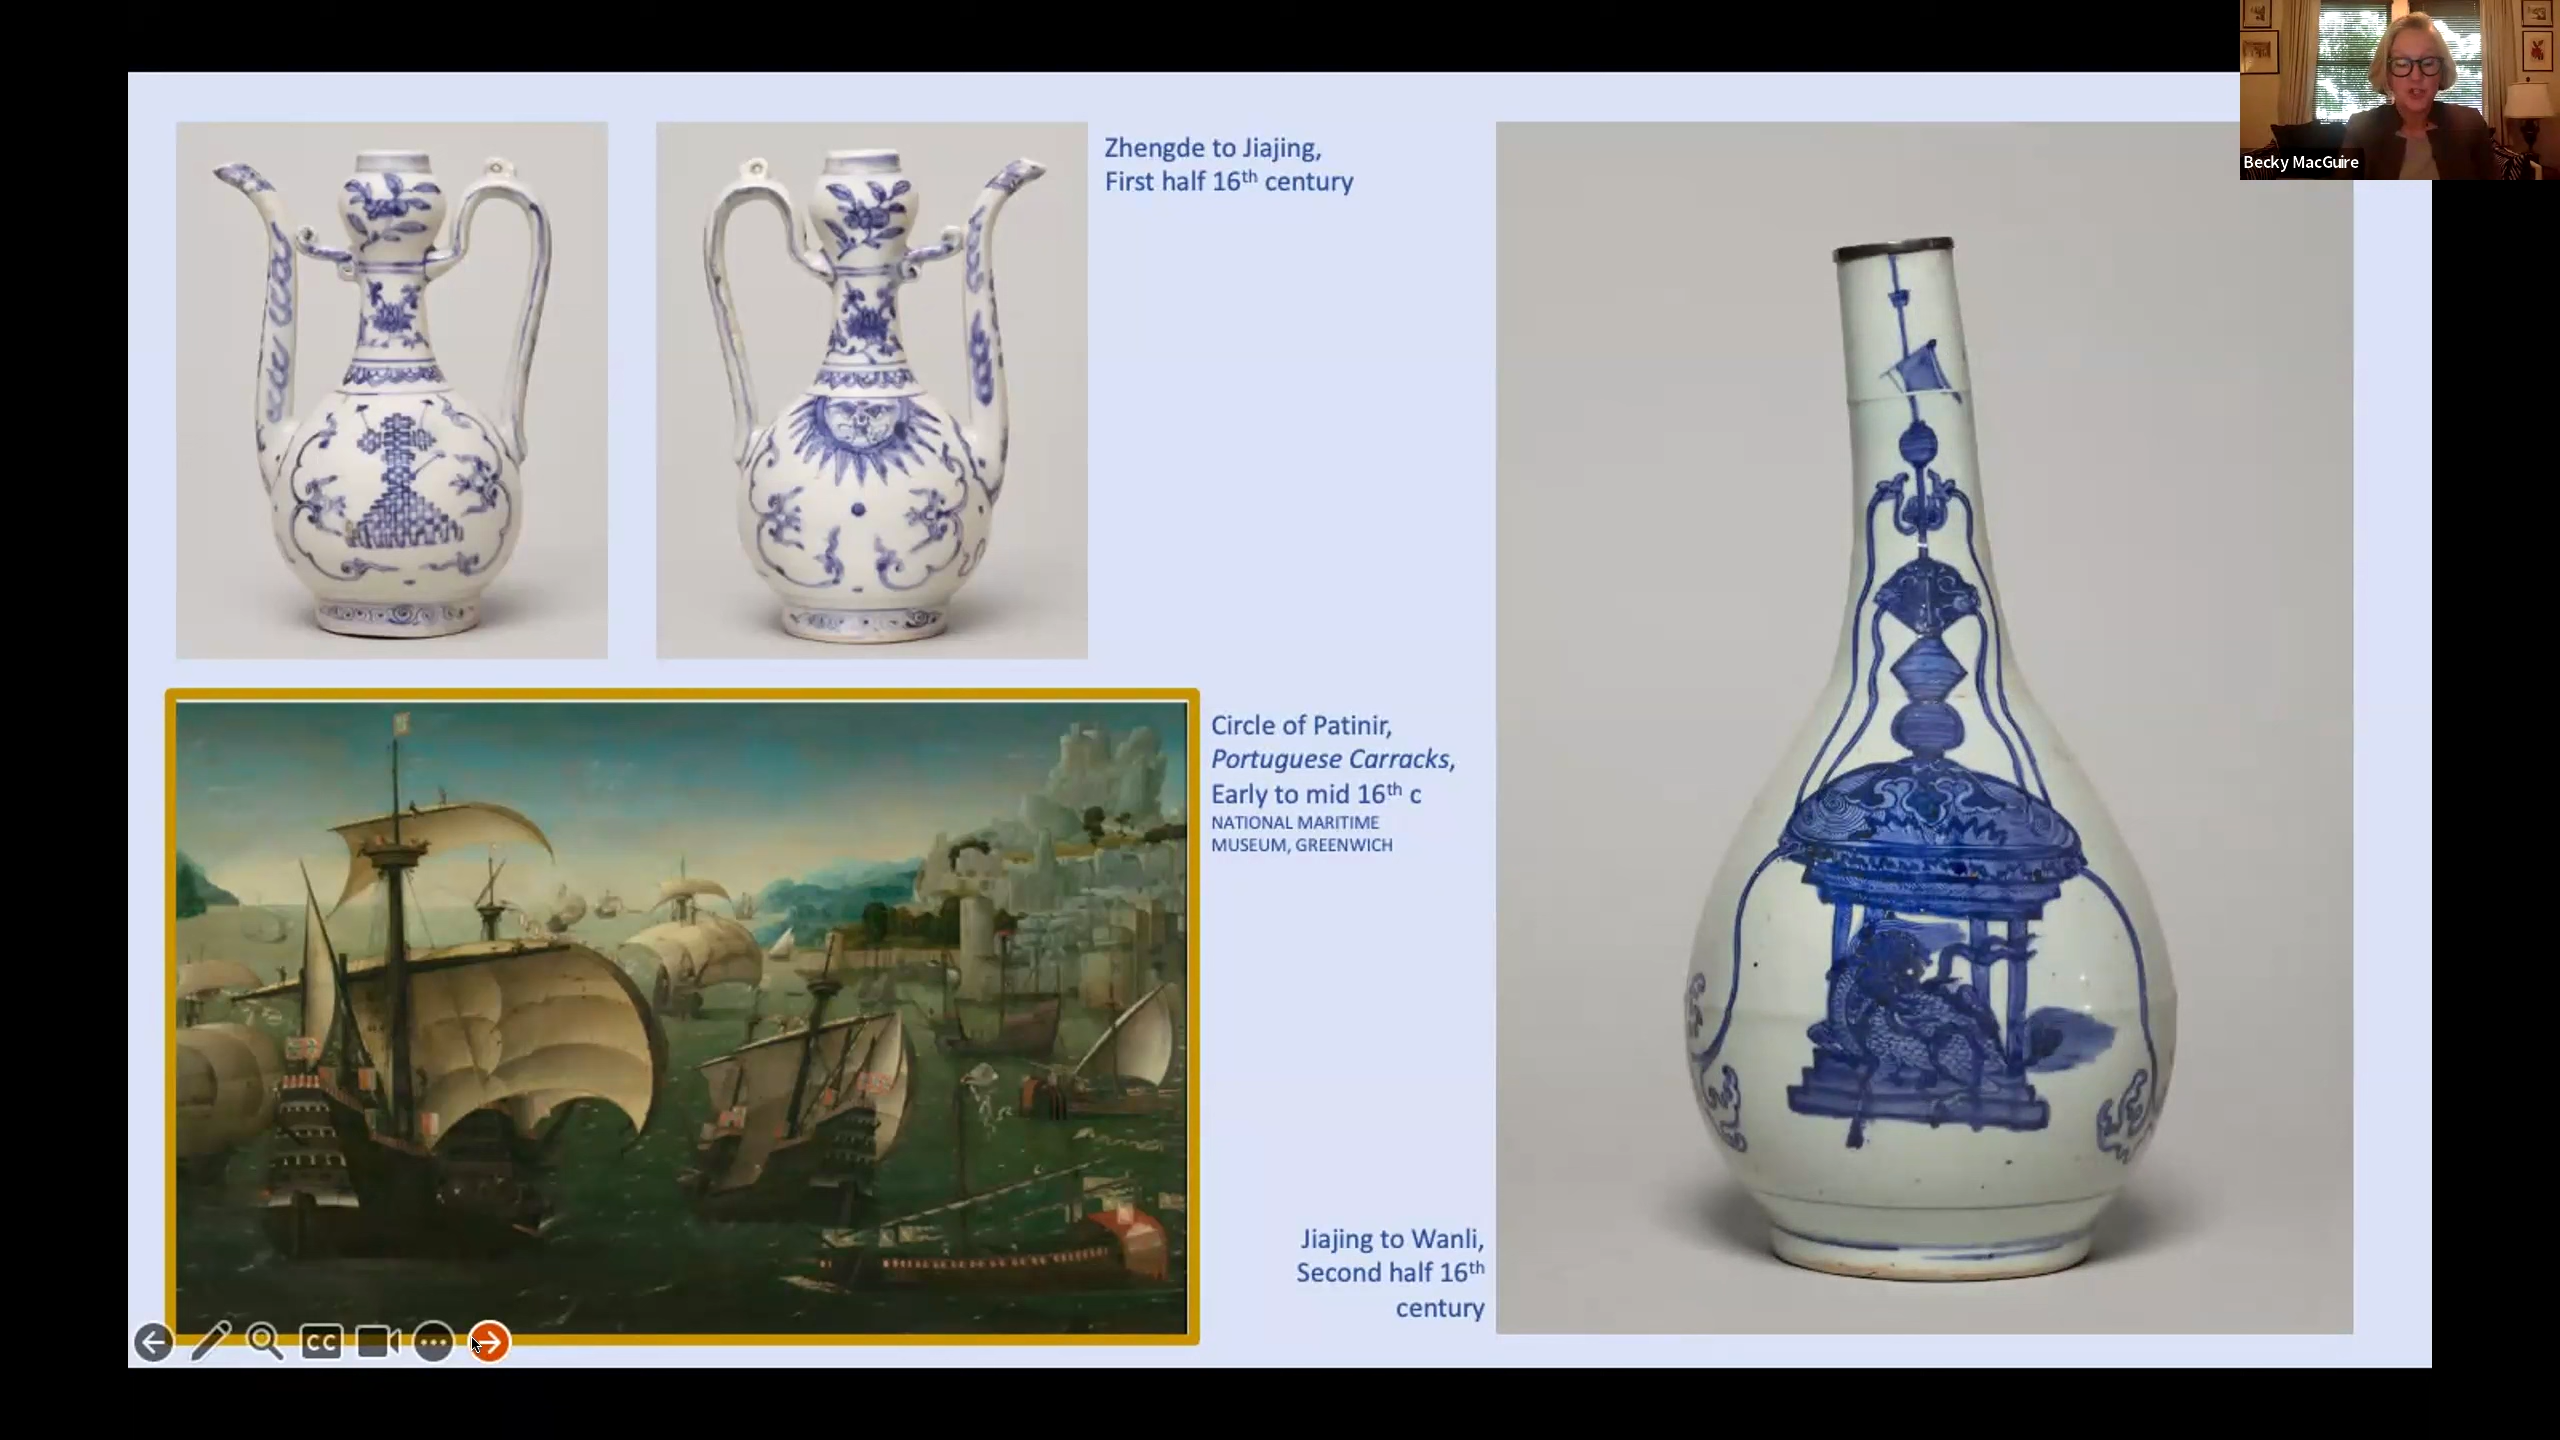 Becky MacGuire
Zhengde to Jiajing,
First half 16th century
Circle of Patinir,
Portuguese Carracks,
Early to mid 16th c
NATIONAL MARITIME
MUSEUM, GREENWICH
Jiajing to Wanli,
Second half 16th
century
CC